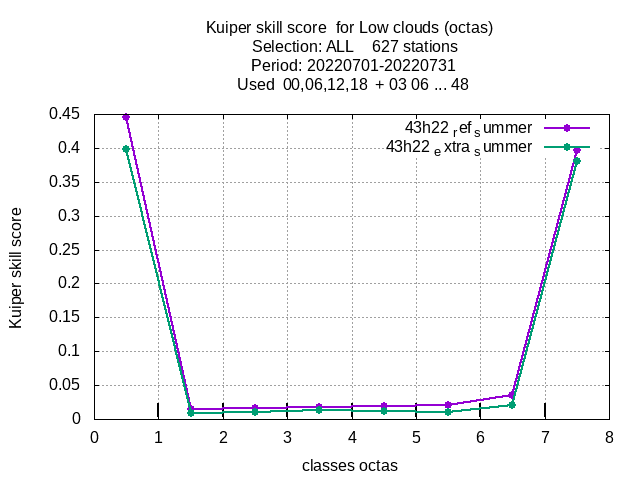 Kuiper skill score  for Low clouds (octas)
Selection: ALL    627 stations
Period: 20220701-20220731
Used  00,06,12,18  + 03 06 ... 48
43h22 ref summer
43h22 extra summer
0.45
0.4
0.35
0.3
0.25
0.2
0.15
0.1
0.05
0
Kuiper skill score
0 1 2 3 4 5 6 7 8
classes octas